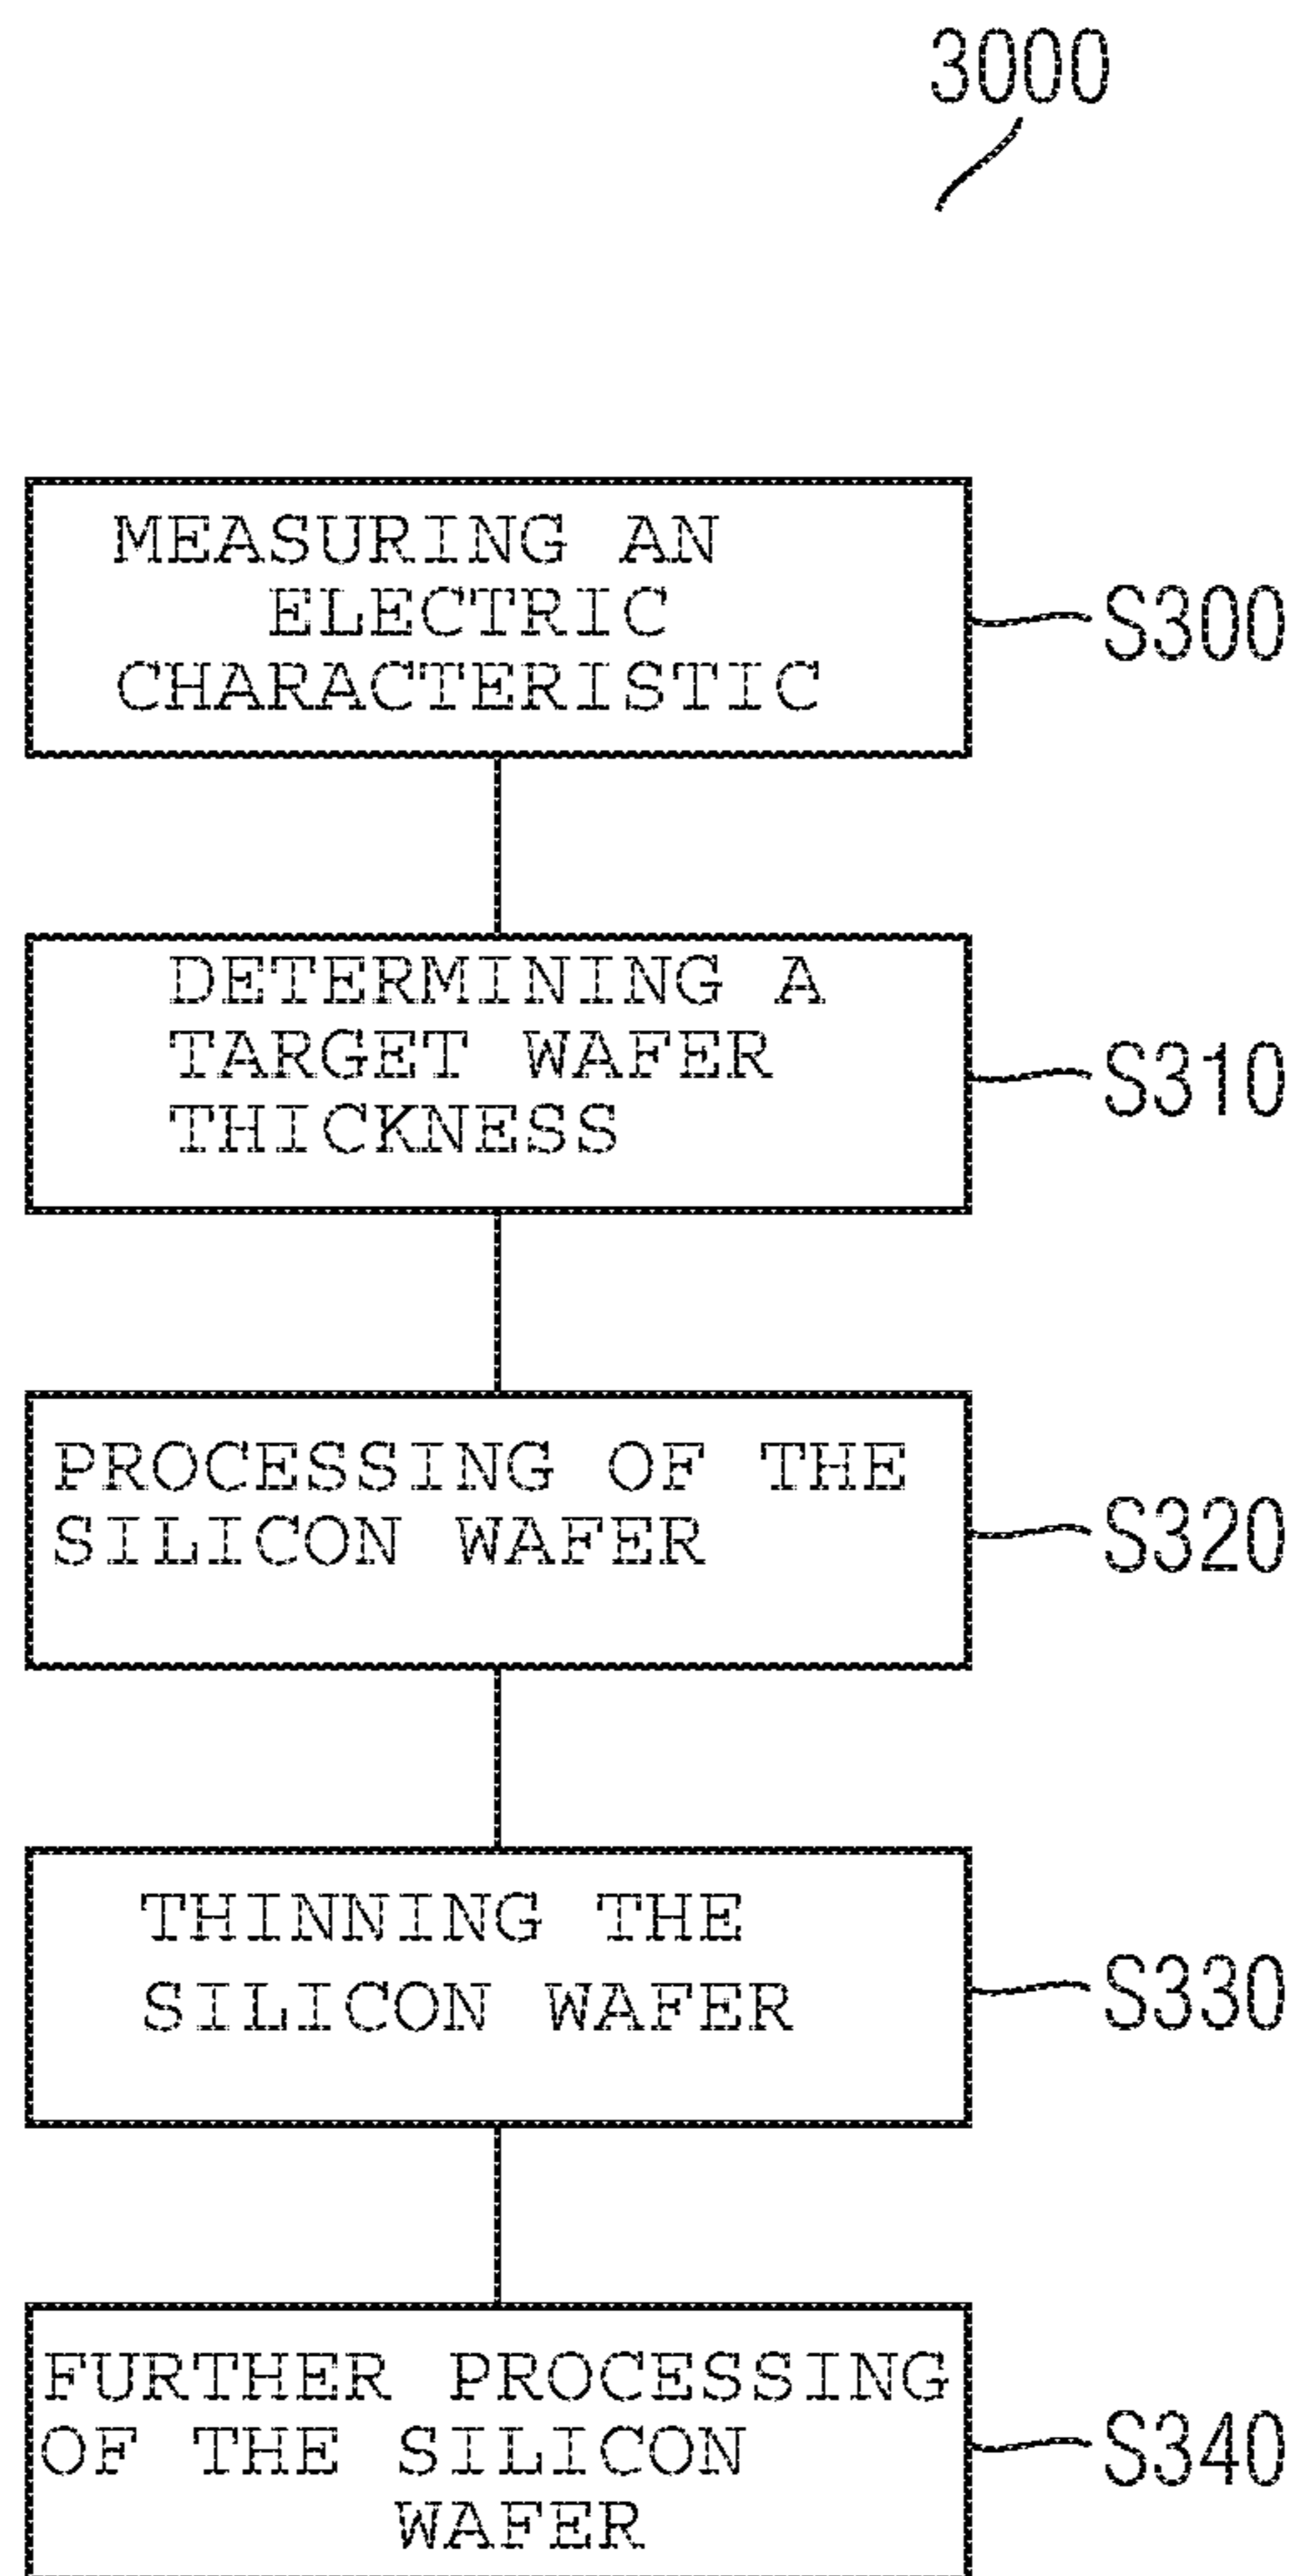 3000
MEASURING AN
ELECTRIC
CHARACTERISTIC
S300
DETERMINING A
TARGET WAFER
THICKNESS
S310
PROCESSING OF THE
SILICON WAFER
S320
THINNING THE
SILICON WAFER
S330
FURTHER PROCESSING
OF THE SILICON
WAFER
S340